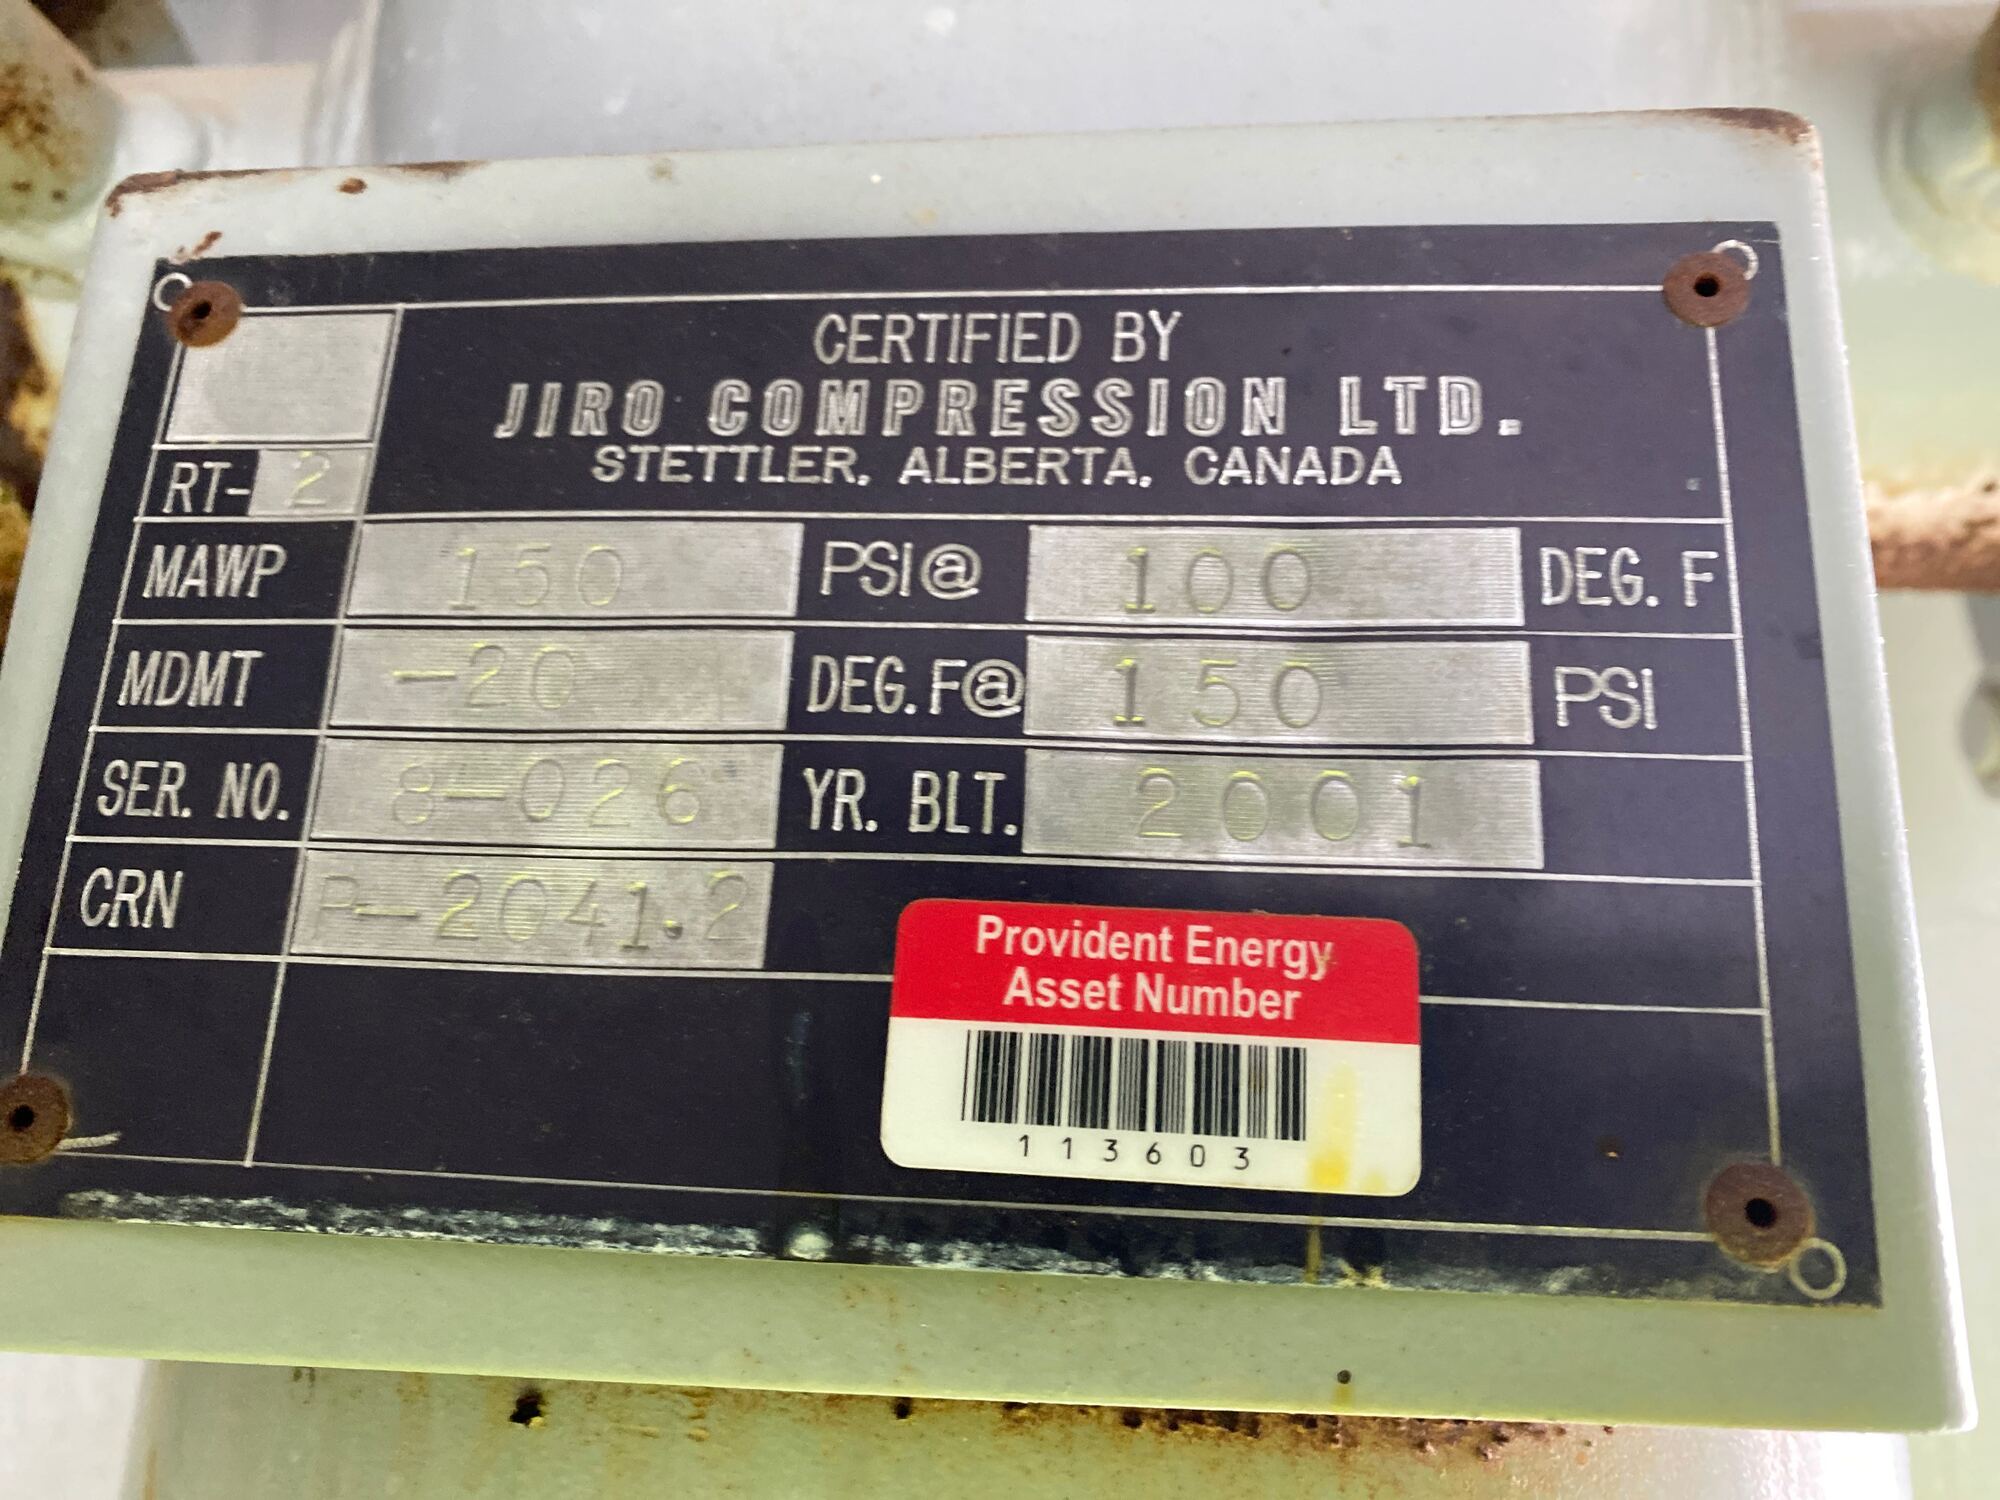 CERTIFIED BY
JIRO COMPRESSION LTD.
STETTLER, ALBERTA, CANADA
RT- 2
MAWP 150 PSI@ 100 DEG. F
MDMT -20 DEG. F@ 150 PSI
SER. NO. 8-026 YR. BLT. 2001
CRN P-2041.2
Provident Energy
Asset Number
113603